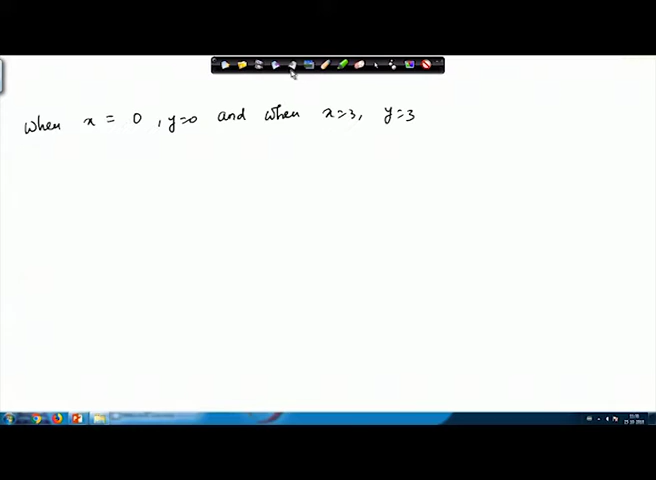 When x = 0, y=0 and when x=3, y=3